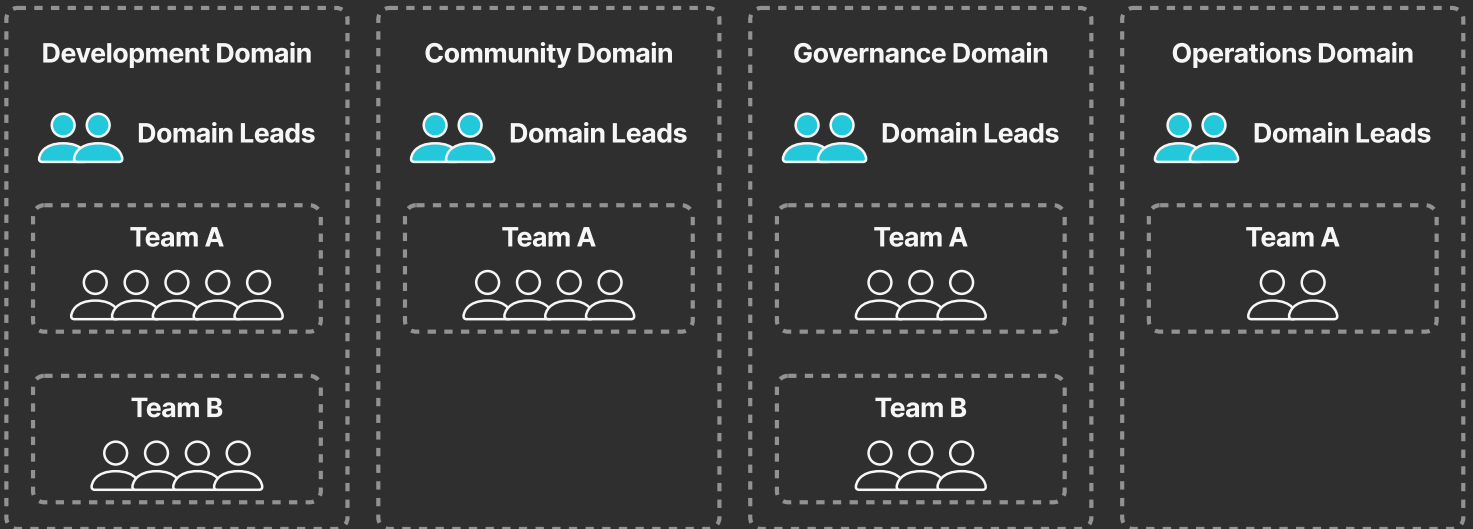 Development Domain
Domain Leads
Team A
Team B
Community Domain
Domain Leads
Team A
Governance Domain
Domain Leads
Team A
Team B
Operations Domain
Domain Leads
Team A